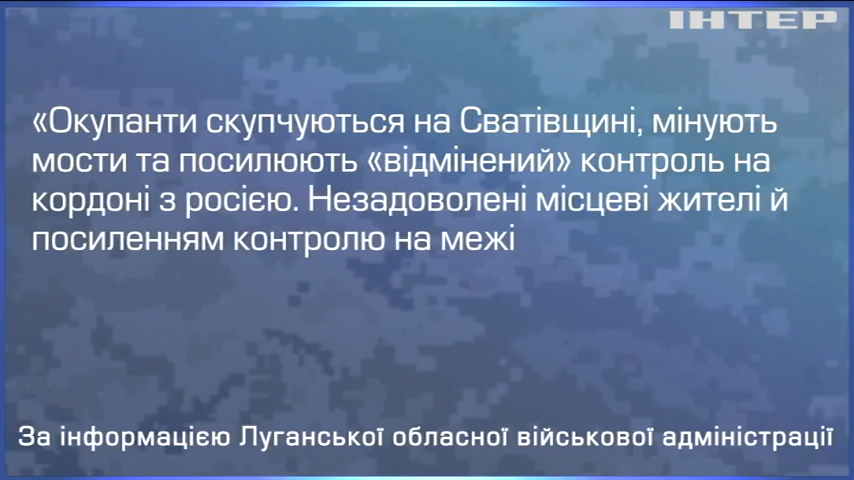 ІНТЕР
«Окупанти скупчуються на Сватівщині, мінують
мости та посилюють «відмінений» контроль на
кордоні з росією. Незадоволені місцеві жителі й
посиленням контролю на межі
За інформацією Луганської обласної військової адміністрації